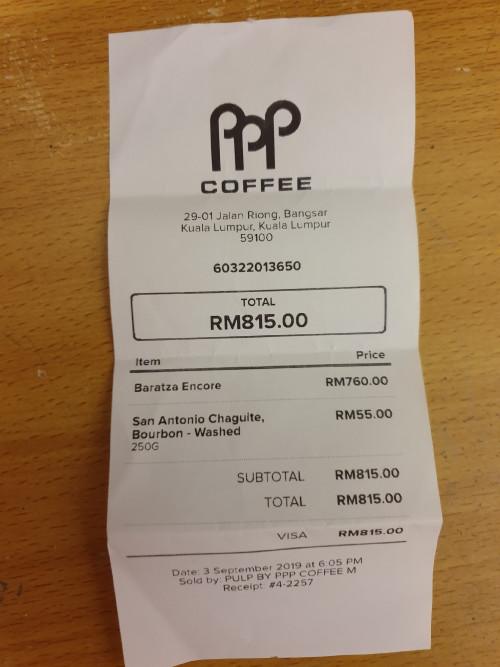 PPP
COFFEE
29-01 Jalan Riong, Bangsar
Kuala Lumpur, Kuala Lumpur
59100
60322013650
TOTAL
RM815.00
Item Price
Baratza Encore RM760.00
San Antonio Chaguite, RM55.00
Bourbon - Washed
250G
SUBTOTAL RM815.00
TOTAL RM815.00
VISA RM815.00
Date: 3 September 2019 at 6:05 PM
Sold by: PULP BY PPP COFFEE M
Receipt: #4-2257